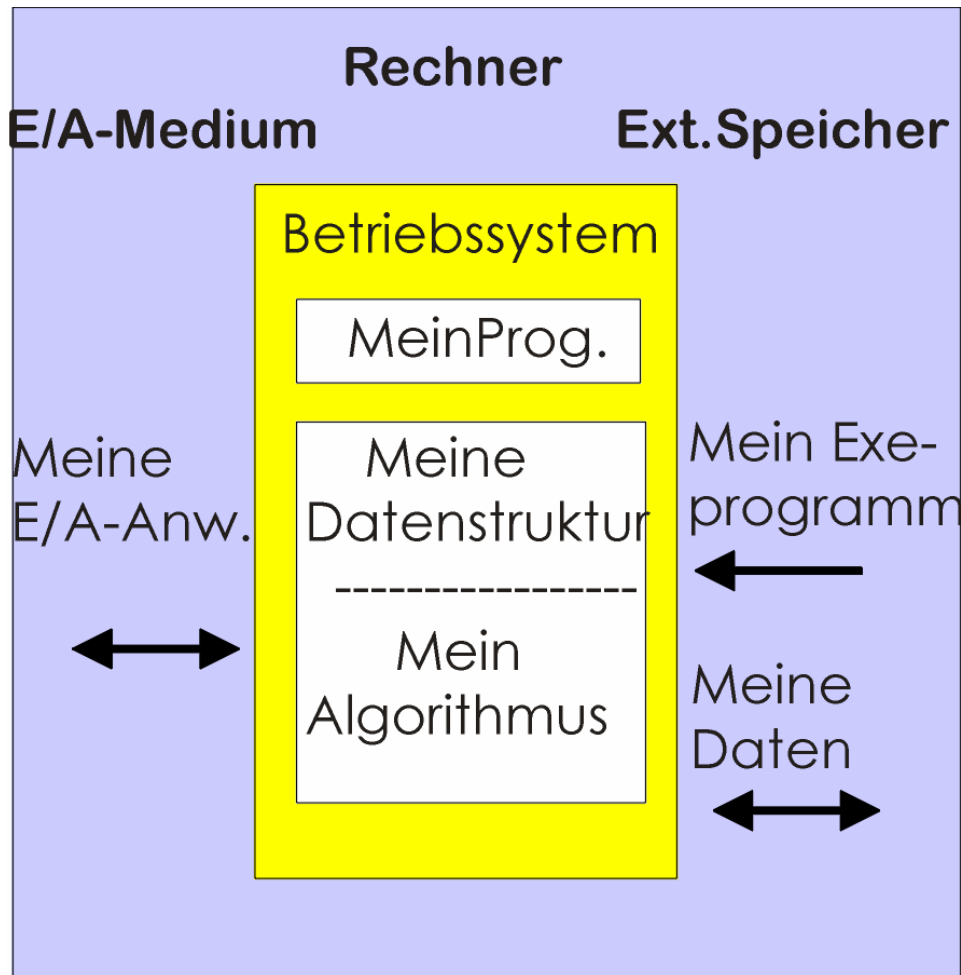 Rechner
E/A-Medium
Ext.Speicher
Betriebssystem
MeinProg.
Meine
E/A-Anw.
Meine
Datenstruktur
-----------------
Mein
Algorithmus
Mein Exe-
programm
Meine
Daten